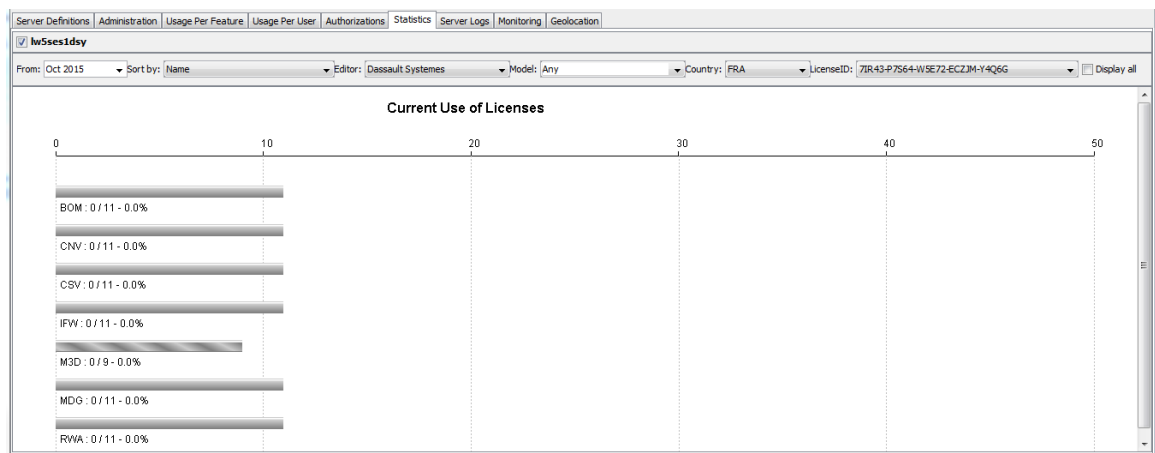 Server Definitions Administration Usage Per Feature Usage Per User Authorizations Statistics Server Logs Monitoring Geolocation
lw5ses1dsy
From: Oct 2015 Sort by: Name Editor: Dassault Systemes Model: Any Country: FRA LicenseID: 7IR43-P7S64-W5E72-ECZJM-Y4Q6G Display all
Current Use of Licenses
0 10 20 30 40 50
BOM : 0 / 11 - 0.0%
CNV : 0 / 11 - 0.0%
CSV : 0 / 11 - 0.0%
IFW : 0 / 11 - 0.0%
M3D : 0 / 9 - 0.0%
MDG : 0 / 11 - 0.0%
RWA : 0 / 11 - 0.0%